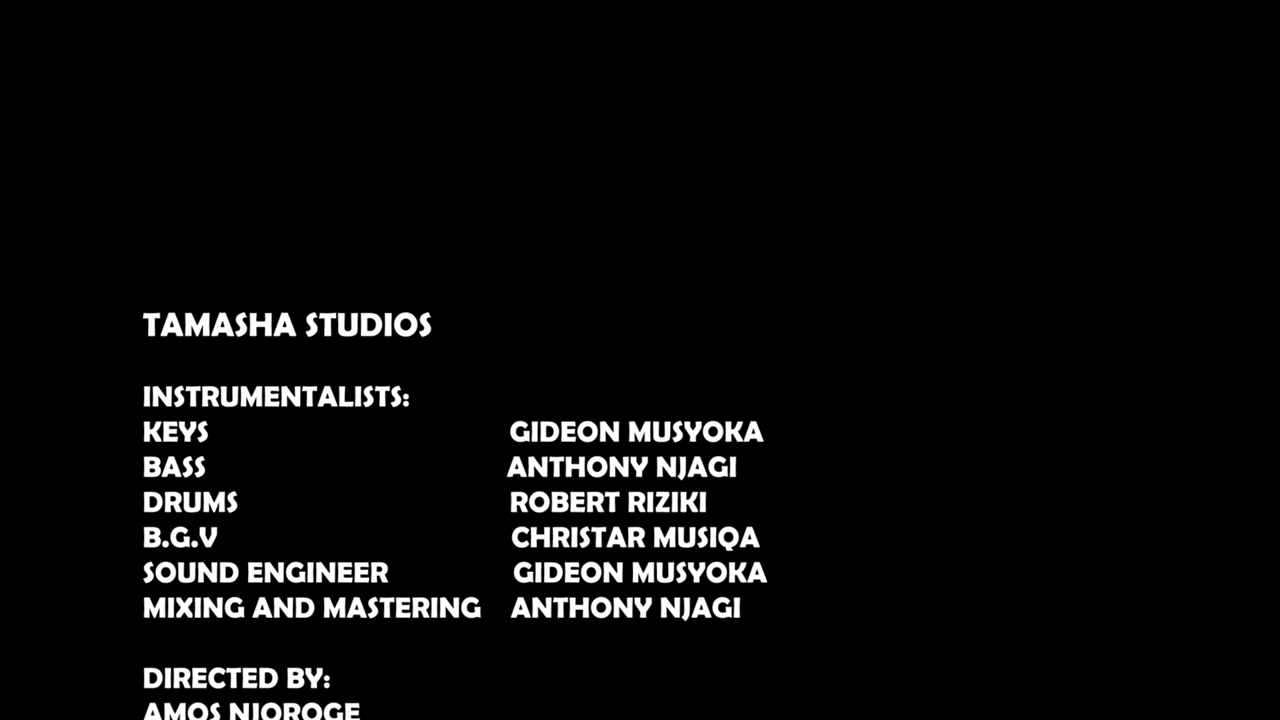 TAMASHA STUDIOS
INSTRUMENTALISTS:
KEYS GIDEON MUSYOKA
BASS ANTHONY NJAGI
DRUMS ROBERT RIZIKI
B.G.V CHRISTAR MUSIQA
SOUND ENGINEER GIDEON MUSYOKA
MIXING AND MASTERING ANTHONY NJAGI
DIRECTED BY:
AMOS NJOROGE